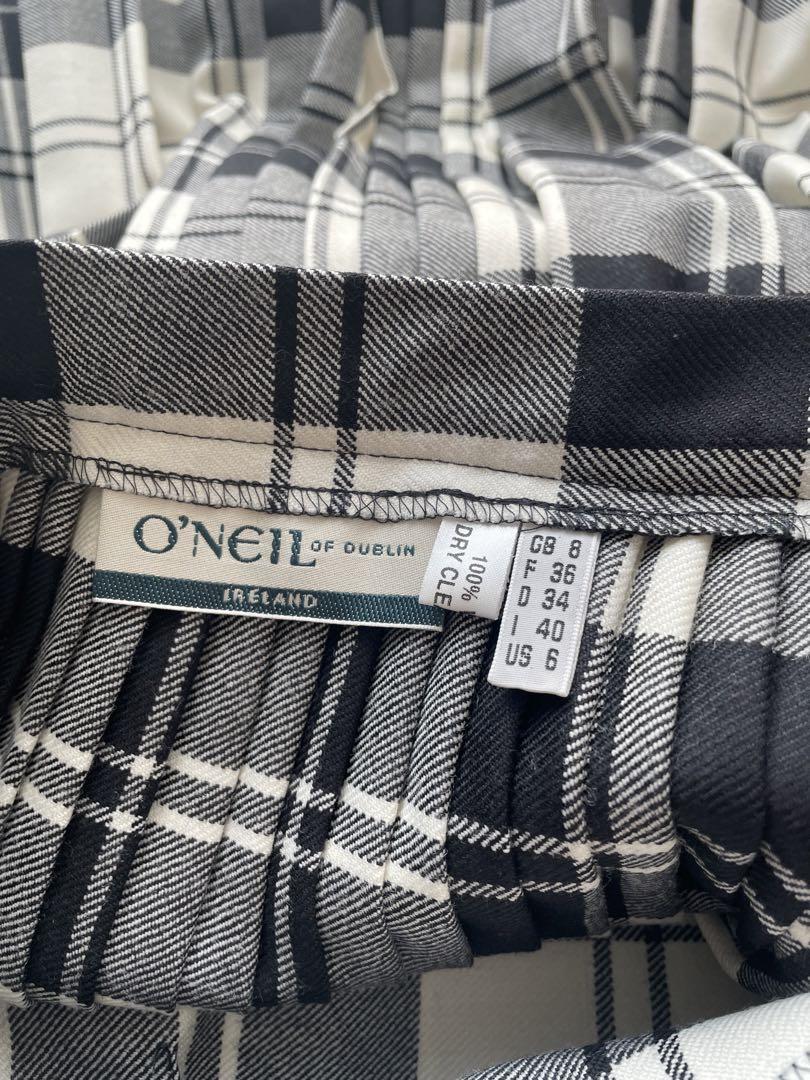 O'NEIL OF DUBLIN
IRELAND
100%
DRY CLE
GB 8
F 36
D 34
I 40
US 6